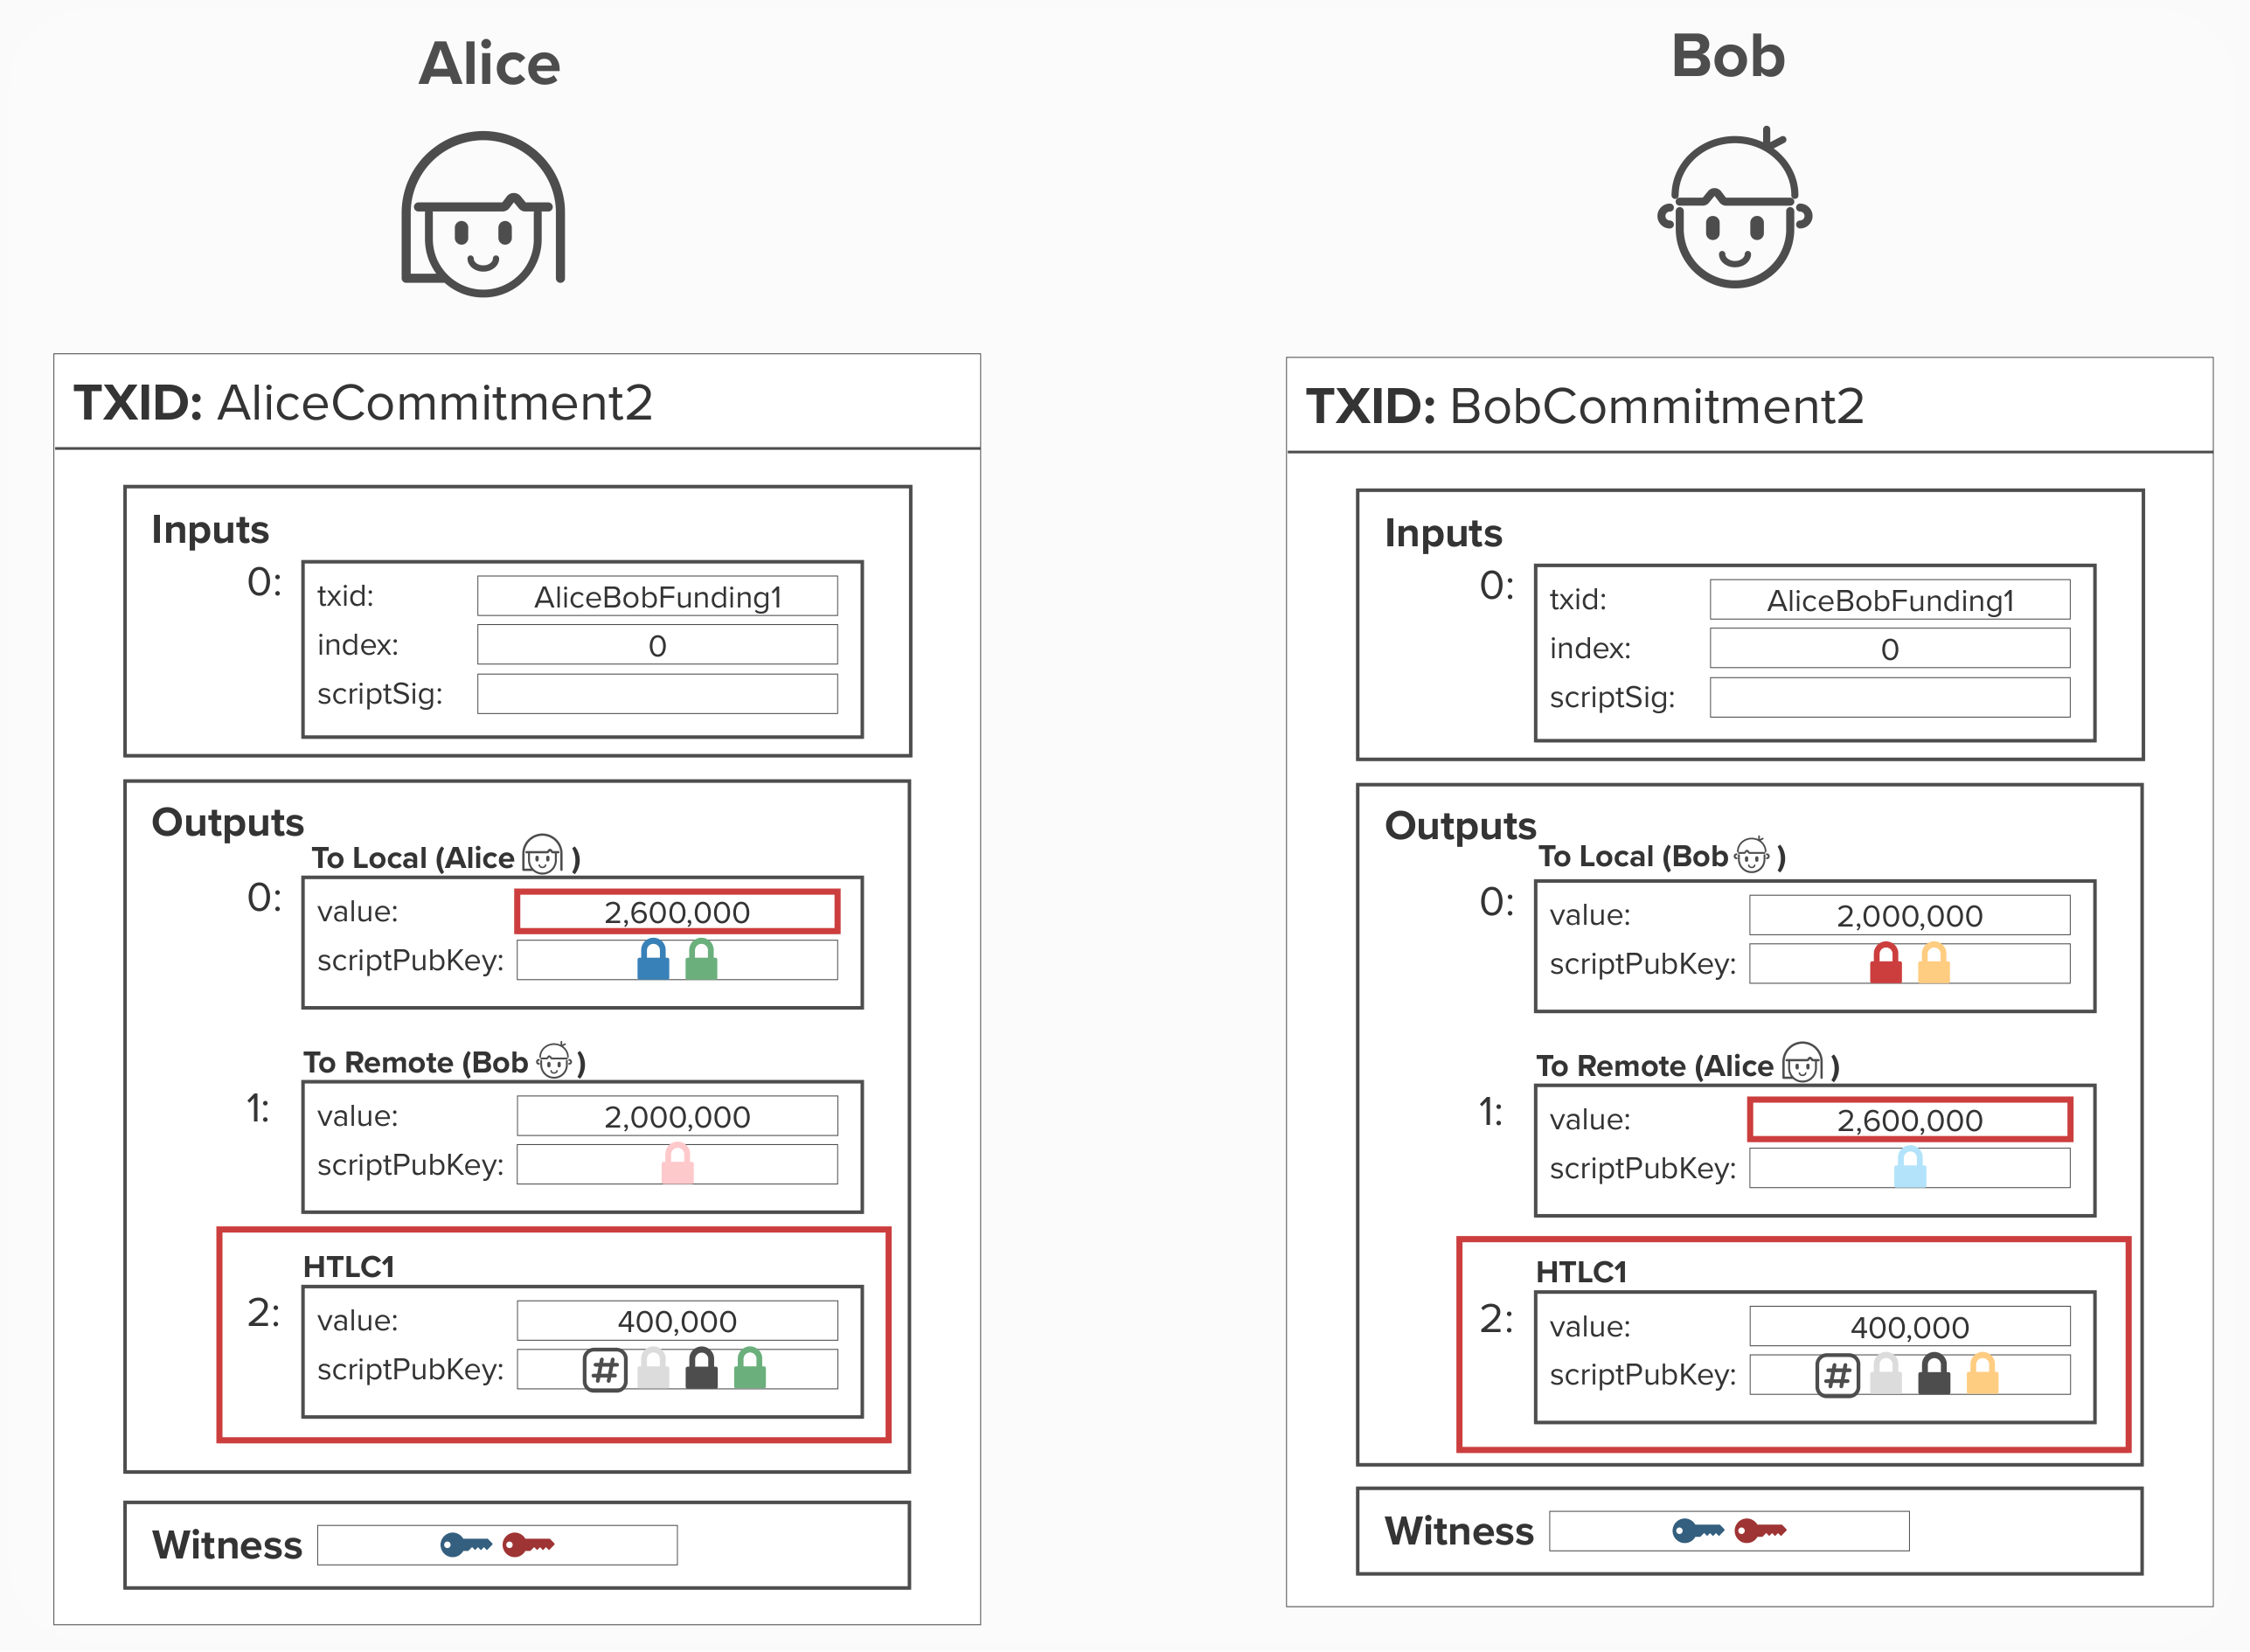 Alice
TXID: AliceCommitment2
Inputs
0:
txid: AliceBobFunding1
index: 0
scriptSig:
Outputs
To Local (Alice )
0:
value: 2,600,000
scriptPubKey:
To Remote (Bob )
1:
value: 2,000,000
scriptPubKey:
HTLC1
2:
value: 400,000
scriptPubKey: #
Witness
Bob
TXID: BobCommitment2
Inputs
0:
txid: AliceBobFunding1
index: 0
scriptSig:
Outputs
To Local (Bob )
0:
value: 2,000,000
scriptPubKey:
To Remote (Alice )
1:
value: 2,600,000
scriptPubKey:
HTLC1
2:
value: 400,000
scriptPubKey: #
Witness